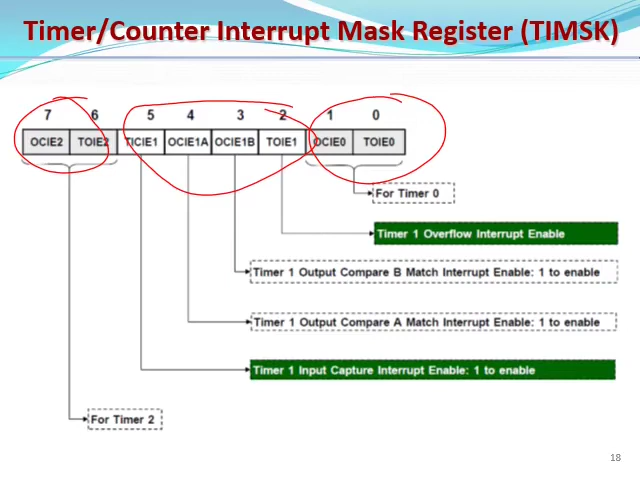 Timer/Counter Interrupt Mask Register (TIMSK)
7 6 5 4 3 2 1 0
OCIE2 TOIE2 TICIE1 OCIE1A OCIE1B TOIE1 OCIE0 TOIE0
For Timer 0
Timer 1 Overflow Interrupt Enable
Timer 1 Output Compare B Match Interrupt Enable: 1 to enable
Timer 1 Output Compare A Match Interrupt Enable: 1 to enable
Timer 1 Input Capture Interrupt Enable: 1 to enable
For Timer 2
18